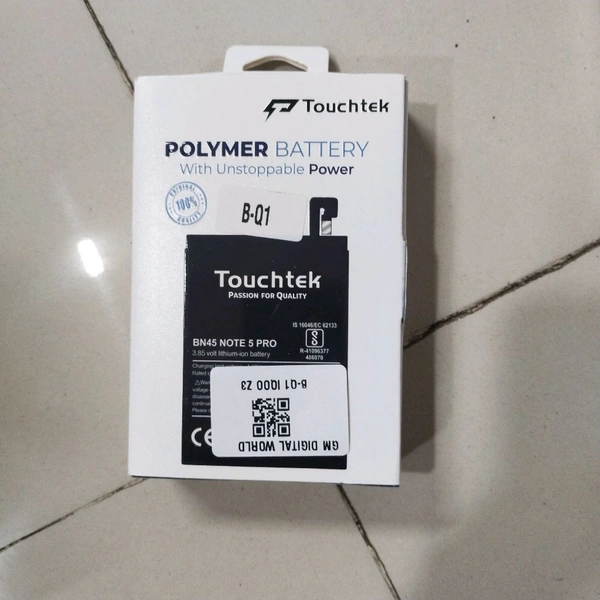 Touchtek
POLYMER BATTERY
With Unstoppable Power
ORIGINAL
100%
B-Q1
Touchtek
PASSION FOR QUALITY
IS 16046/IEC 62133
BN45 NOTE 5 PRO
3.85 volt lithium-ion battery
R-41096377
CE
B-Q1 IQOO Z3
GM DIGITAL WORLD